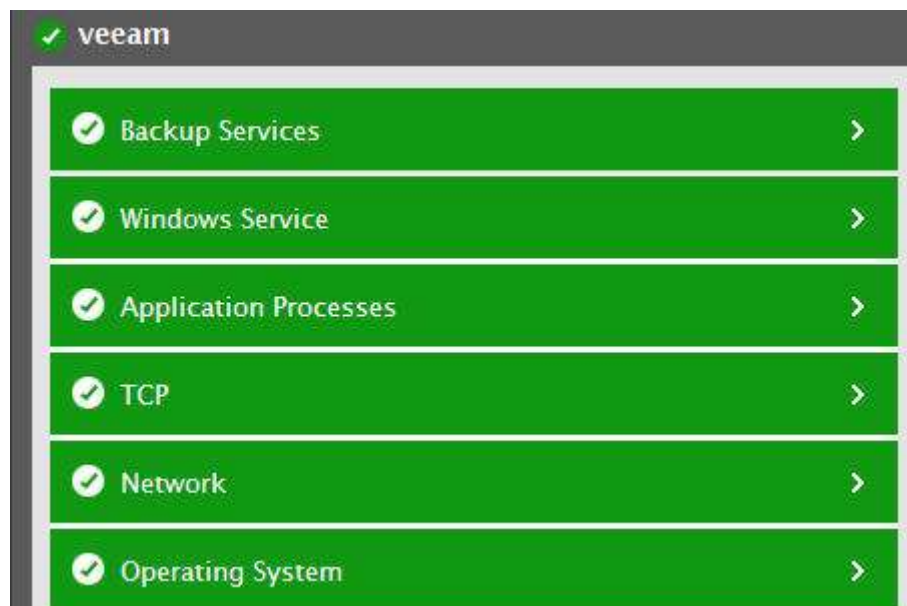 veeam
Backup Services
Windows Service
Application Processes
TCP
Network
Operating System